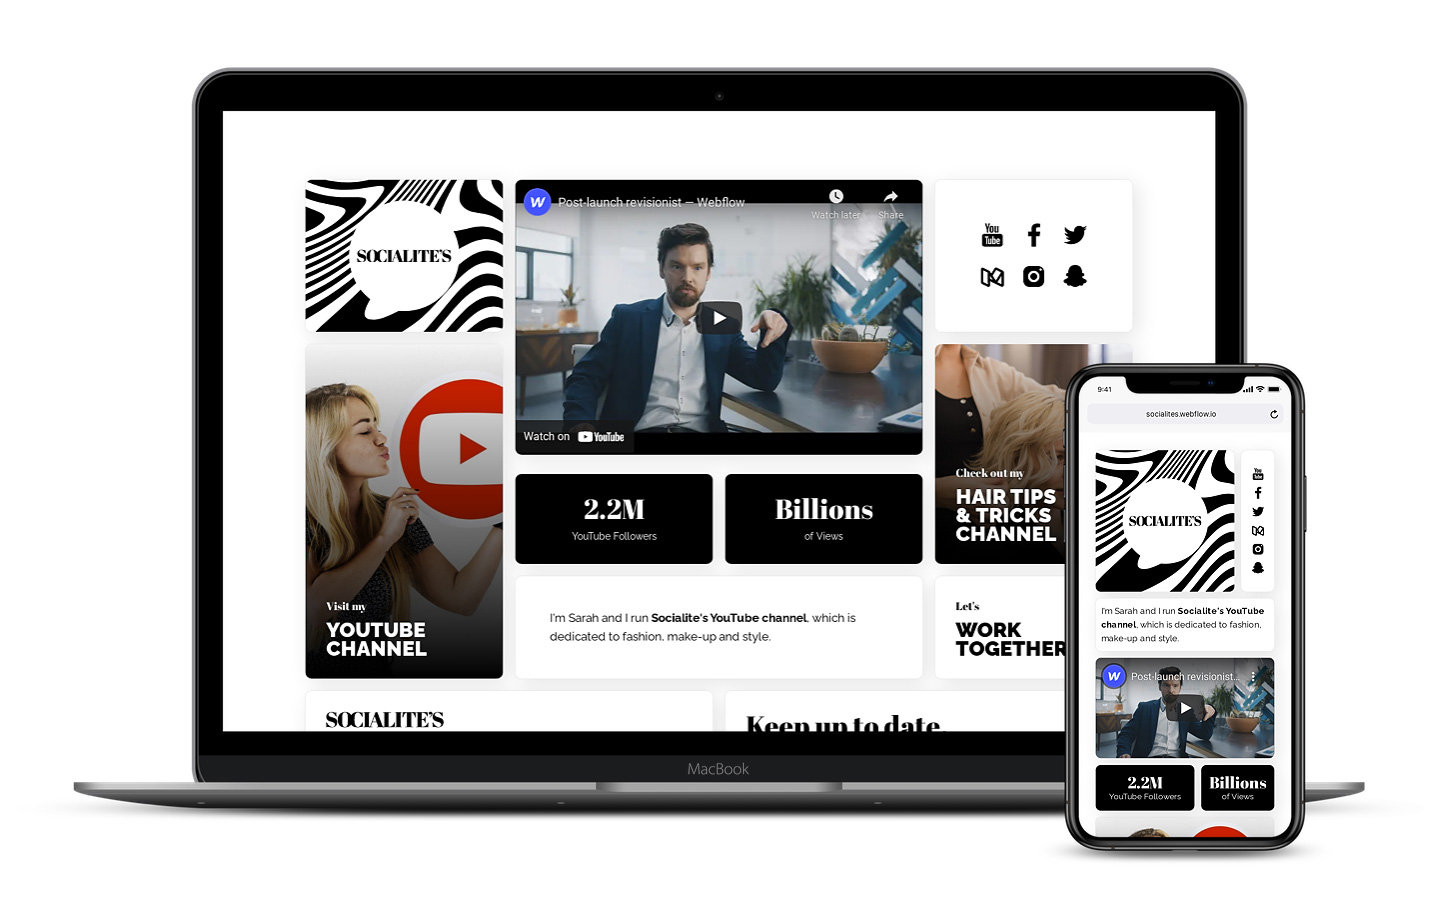 SOCIALITE'S
Post-launch revisionist – Webflow
Watch later
Share
Watch on YouTube
You
Tube
Visit my
YOUTUBE
CHANNEL
2.2M
YouTube Followers
Billions
of Views
Check out my
HAIR TIPS
& TRICKS
CHANNEL
I'm Sarah and I run Socialite's YouTube channel, which is
dedicated to fashion, make-up and style.
Let's
WORK
TOGETHER
SOCIALITE'S
Keep up to date.
MacBook
9:41
socialites.webflow.io
SOCIALITE'S
You
Tube
I'm Sarah and I run Socialite's YouTube
channel, which is dedicated to fashion,
make-up and style.
Post-launch revisionist...
2.2M
YouTube Followers
Billions
of Views